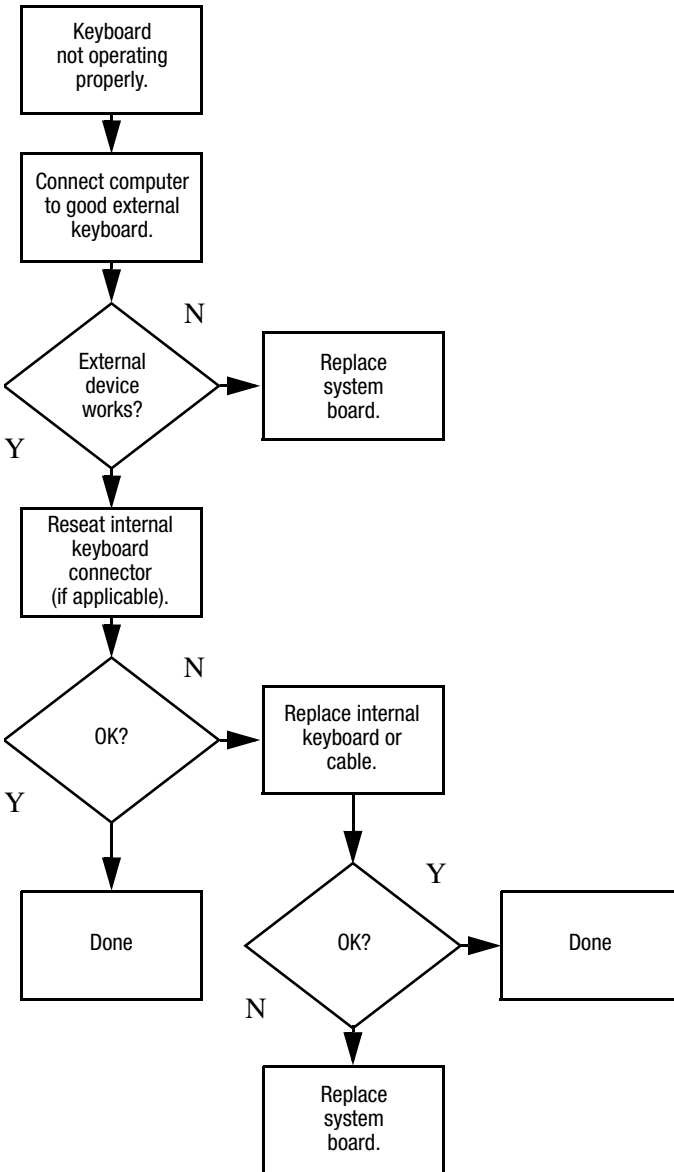 Keyboard
not operating
properly.
Connect computer
to good external
keyboard.
N
External
device
works?
Y
Replace
system
board.
Reseat internal
keyboard
connector
(if applicable).
N
OK?
Y
Replace internal
keyboard or
cable.
Done
Y
OK?
N
Done
Replace
system
board.